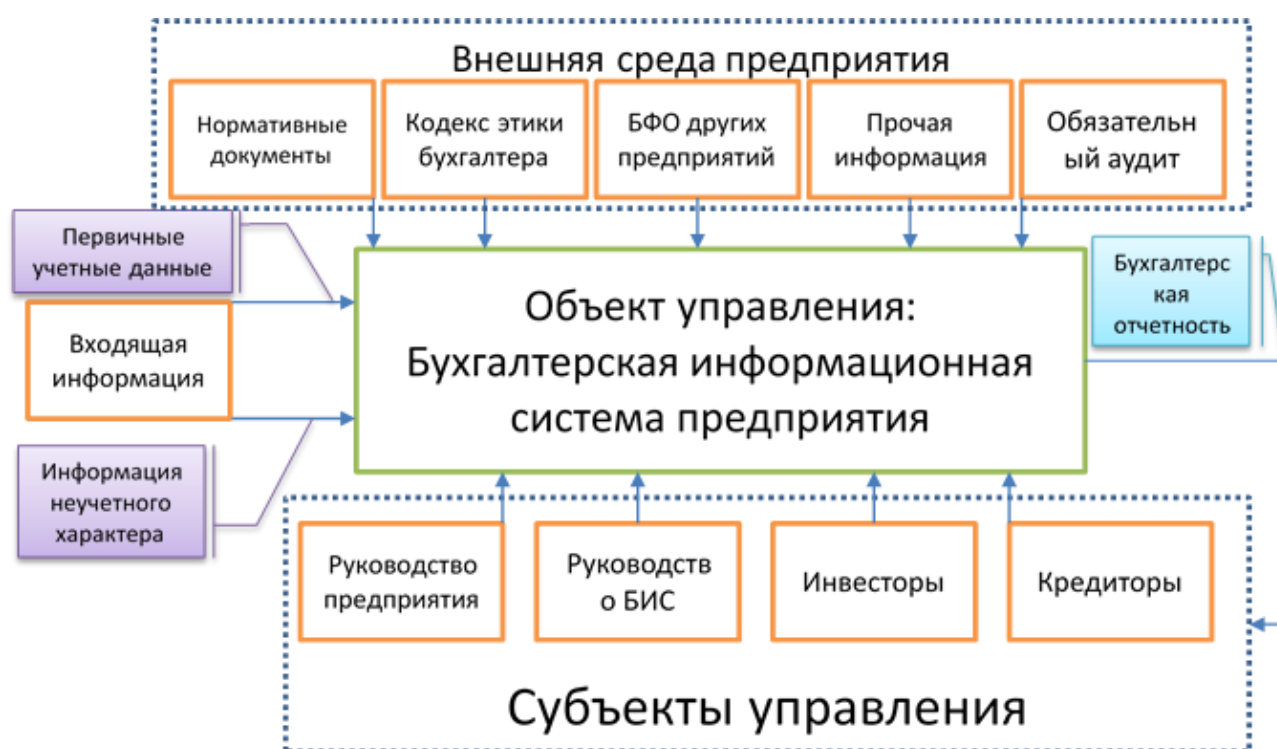 Внешняя среда предприятия
Нормативные
документы
Кодекс этики
бухгалтера
БФО других
предприятий
Прочая
информация
Обязательн
ый аудит
Первичные
учетные данные
Входящая
информация
Информация
неучетного
характера
Объект управления:
Бухгалтерская информационная
система предприятия
Бухгалтерс
кая
отчетность
Руководство
предприятия
Руководств
о БИС
Инвесторы
Кредиторы
Субъекты управления